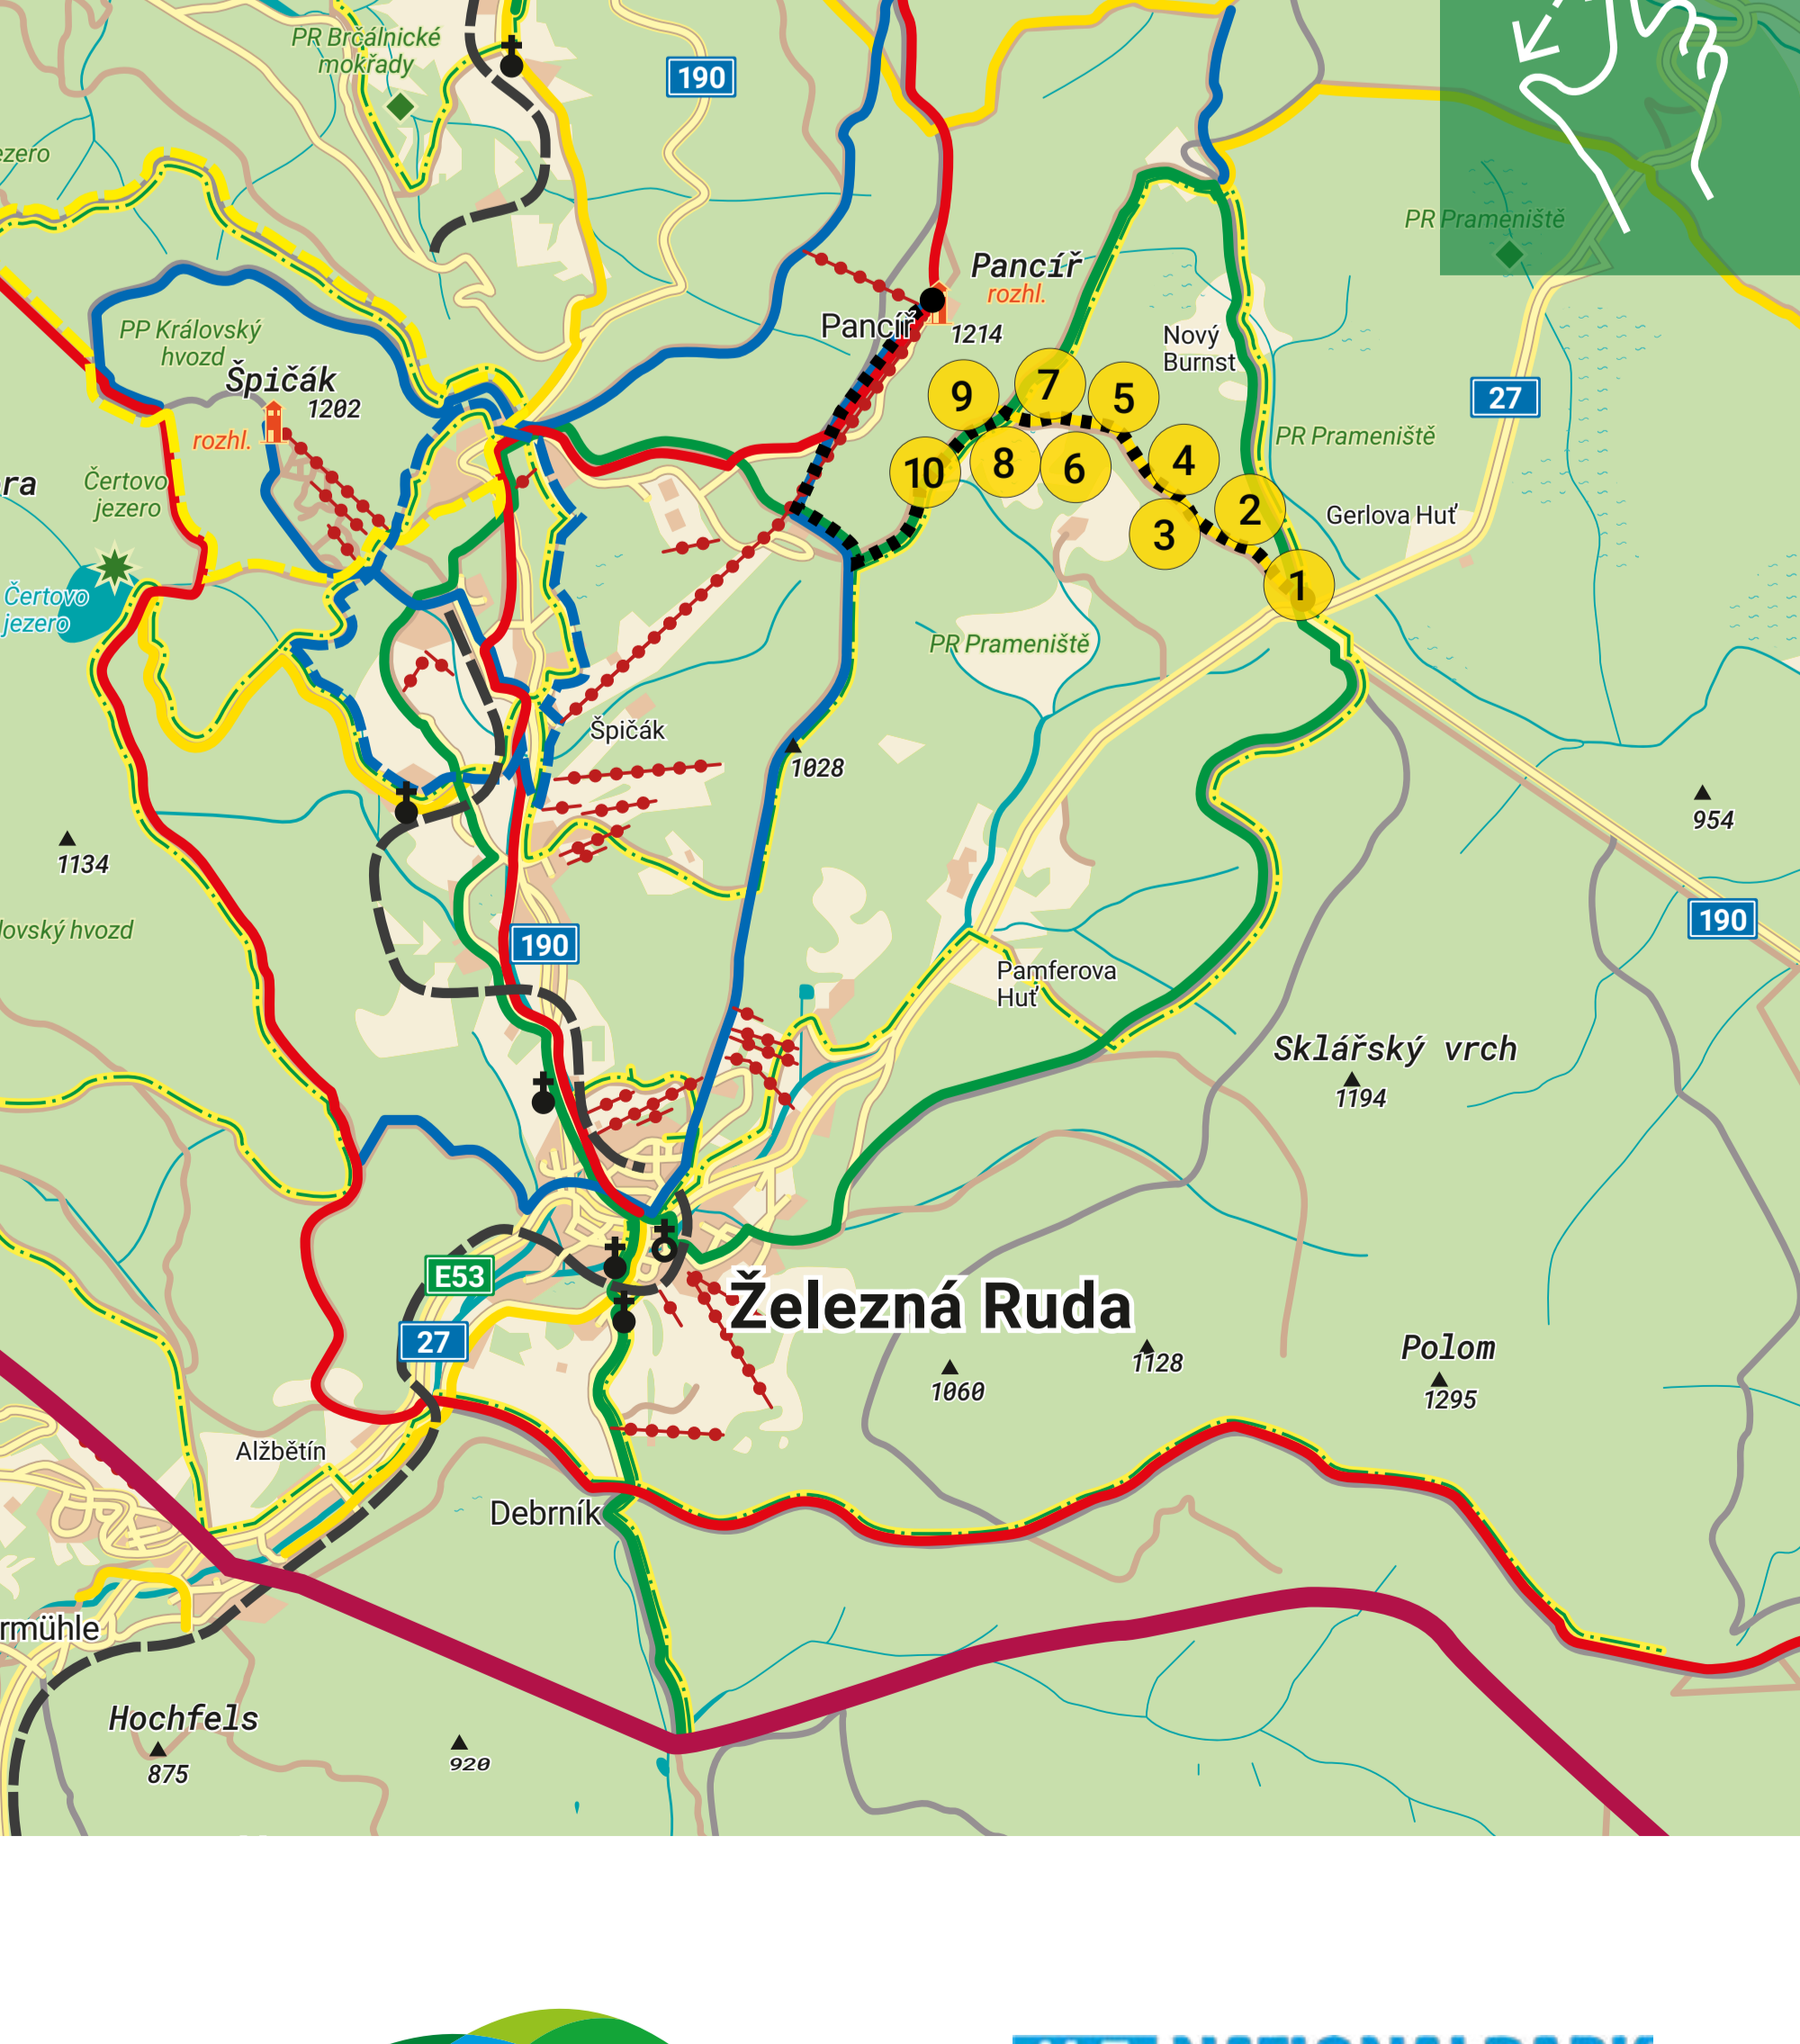 PR Brčálnické
mokřady
190
ezero
PR Prameniště
Pancíř
rozhl.
Pancíř
1214
PP Královský
hvozd
Nový
Burnst
Špičák
1202
rozhl.
27
9
7
5
PR Prameniště
ra
Čertovo
jezero
10
8
6
4
2
3
Gerlova Huť
1
Čertovo
jezero
PR Prameniště
Špičák
1028
954
1134
lovský hvozd
190
190
Pamferova
Huť
Sklářský vrch
1194
E53
Železná Ruda
27
1128
1060
Polom
1295
Alžbětín
Debrník
rmühle
Hochfels
875
920